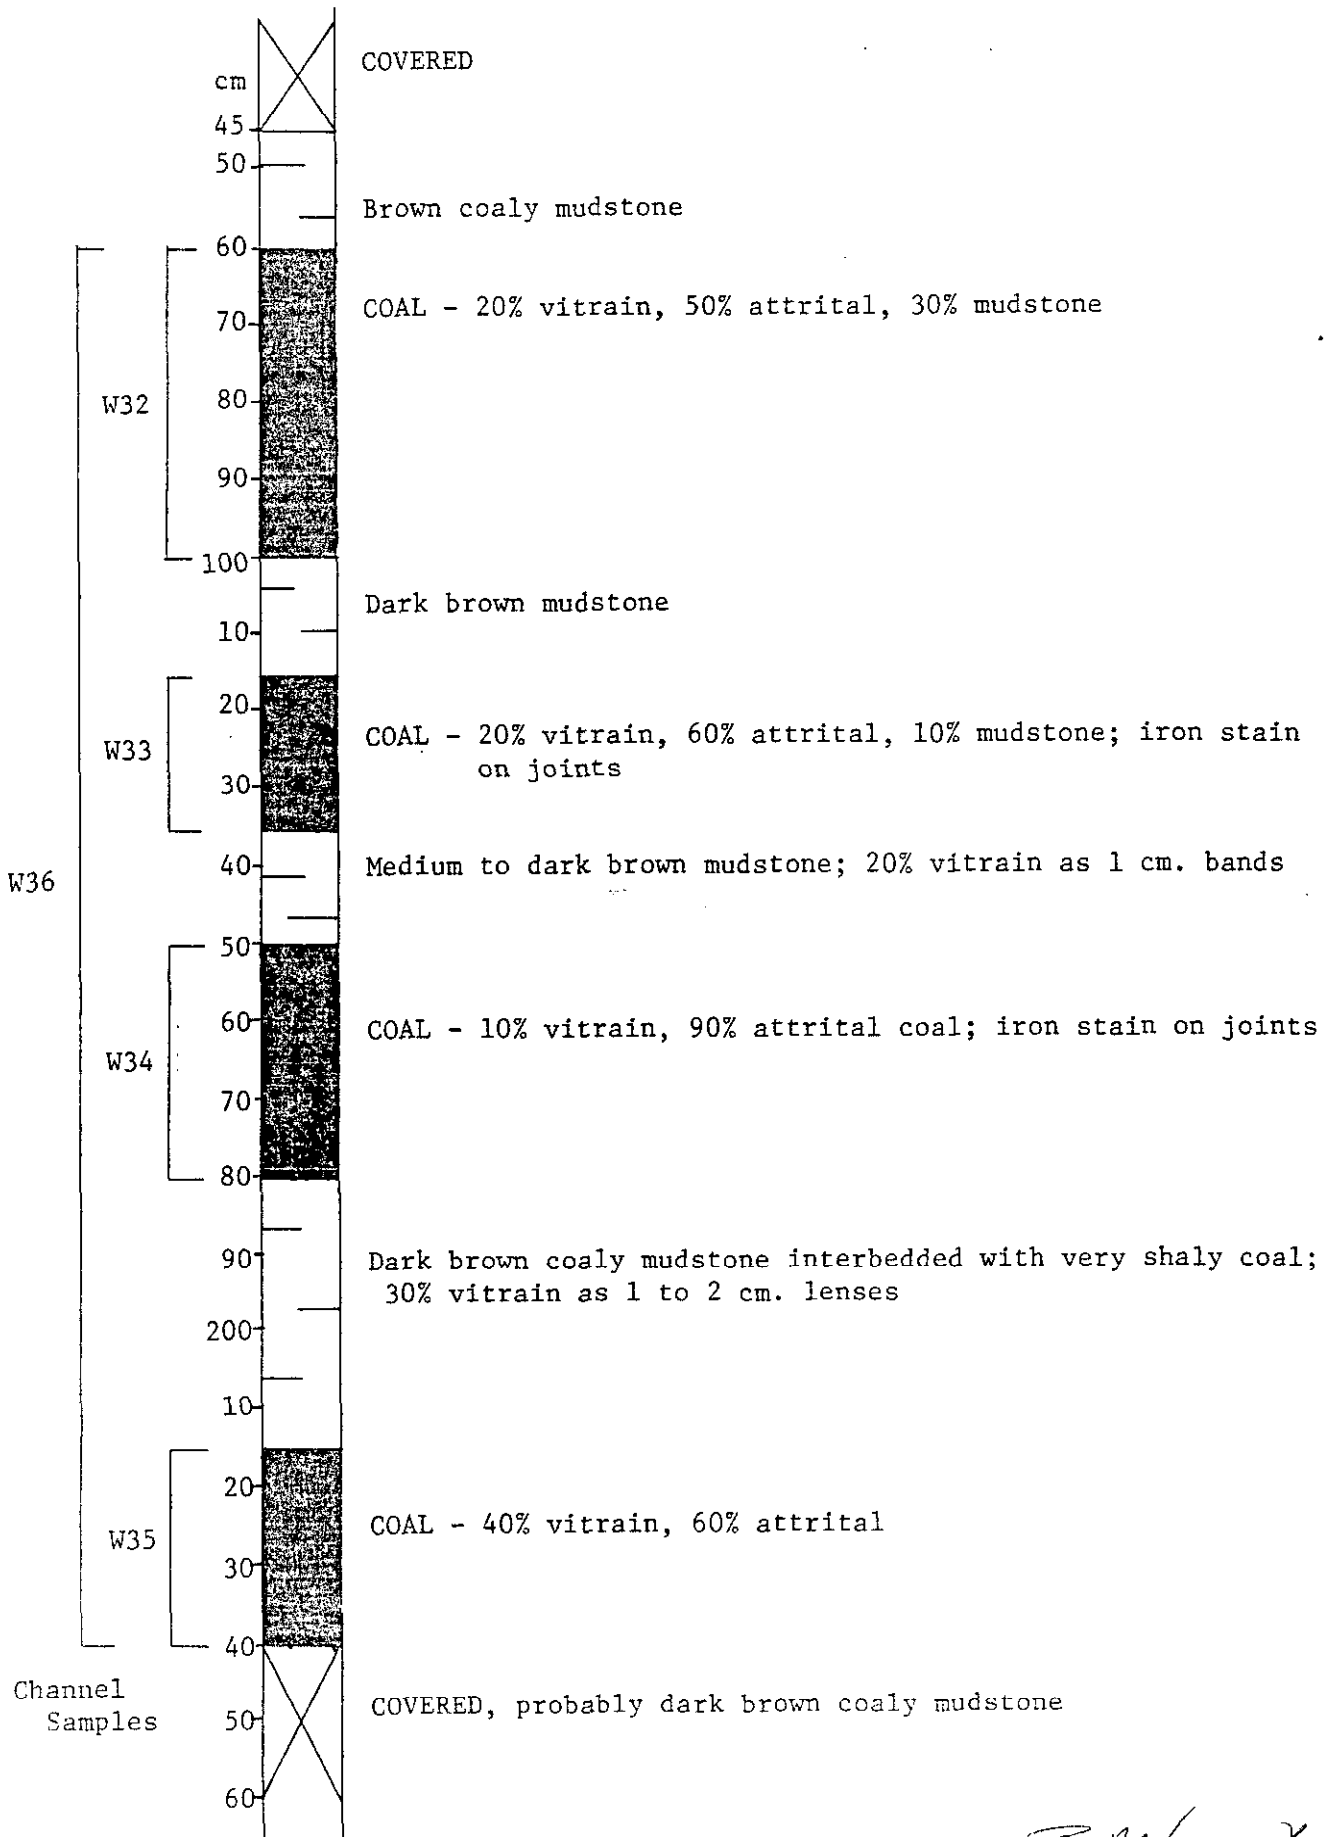 COVERED
cm
45
50
Brown coaly mudstone
60
COAL - 20% vitrain, 50% attrital, 30% mudstone
70
W32
80
90
100
Dark brown mudstone
10
20
W33
COAL - 20% vitrain, 60% attrital, 10% mudstone; iron stain
on joints
30
40
Medium to dark brown mudstone; 20% vitrain as 1 cm. bands
W36
50
60
COAL - 10% vitrain, 90% attrital coal; iron stain on joints
W34
70
80
90
Dark brown coaly mudstone interbedded with very shaly coal;
30% vitrain as 1 to 2 cm. lenses
200
10
20
COAL - 40% vitrain, 60% attrital
W35
30
40
Channel
Samples
COVERED, probably dark brown coaly mudstone
50
60